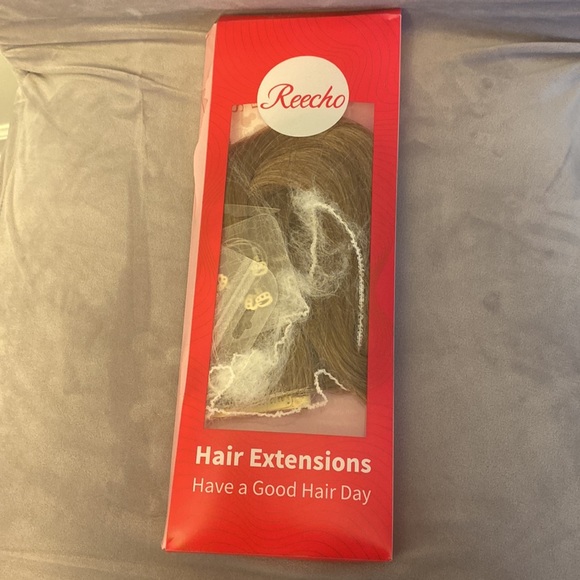 Reecho
Hair Extensions
Have a Good Hair Day